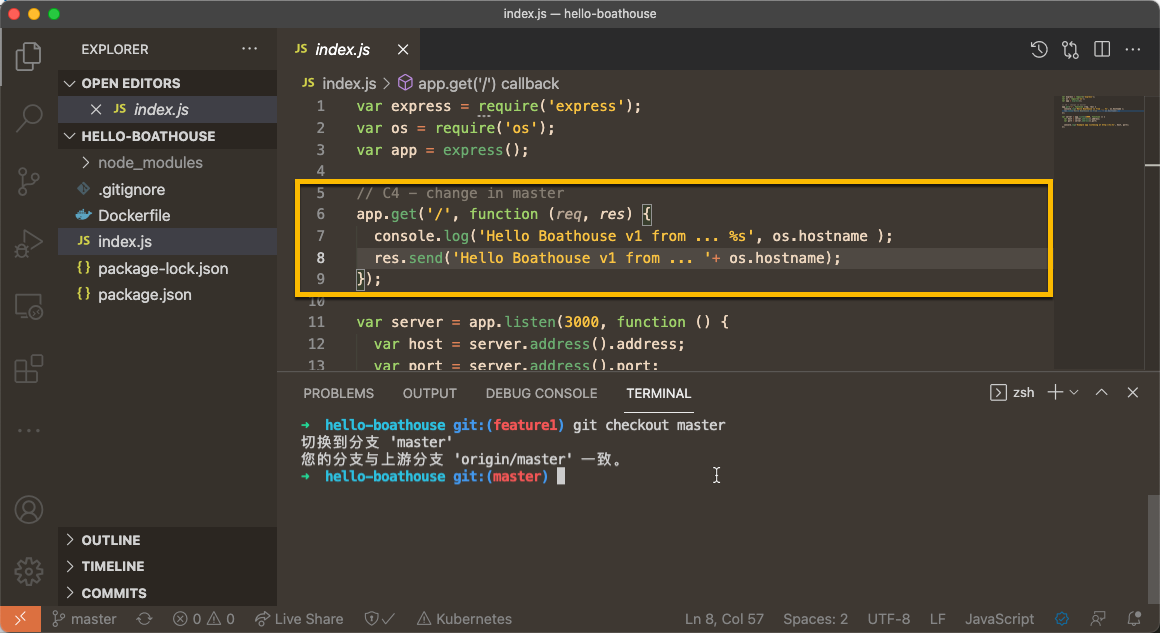 index.js — hello-boathouse
EXPLORER
OPEN EDITORS
JS index.js
HELLO-BOATHOUSE
node_modules
.gitignore
Dockerfile
JS index.js
{} package-lock.json
{} package.json
OUTLINE
TIMELINE
COMMITS
JS index.js
JS index.js > app.get('/') callback
1 var express = require('express');
2 var os = require('os');
3 var app = express();
4
5 // C4 – change in master
6 app.get('/', function (req, res) {
7 console.log('Hello Boathouse v1 from ... %s', os.hostname );
8 res.send('Hello Boathouse v1 from ... '+ os.hostname);
9 });
10
11 var server = app.listen(3000, function () {
12 var host = server.address().address;
13 var port = server.address().port;
PROBLEMS OUTPUT DEBUG CONSOLE TERMINAL zsh
➜ hello-boathouse git:(feature1) git checkout master
切换到分支 'master'
您的分支与上游分支 'origin/master' 一致。
➜ hello-boathouse git:(master)
master 0 0 Live Share Kubernetes Ln 8, Col 57 Spaces: 2 UTF-8 LF JavaScript